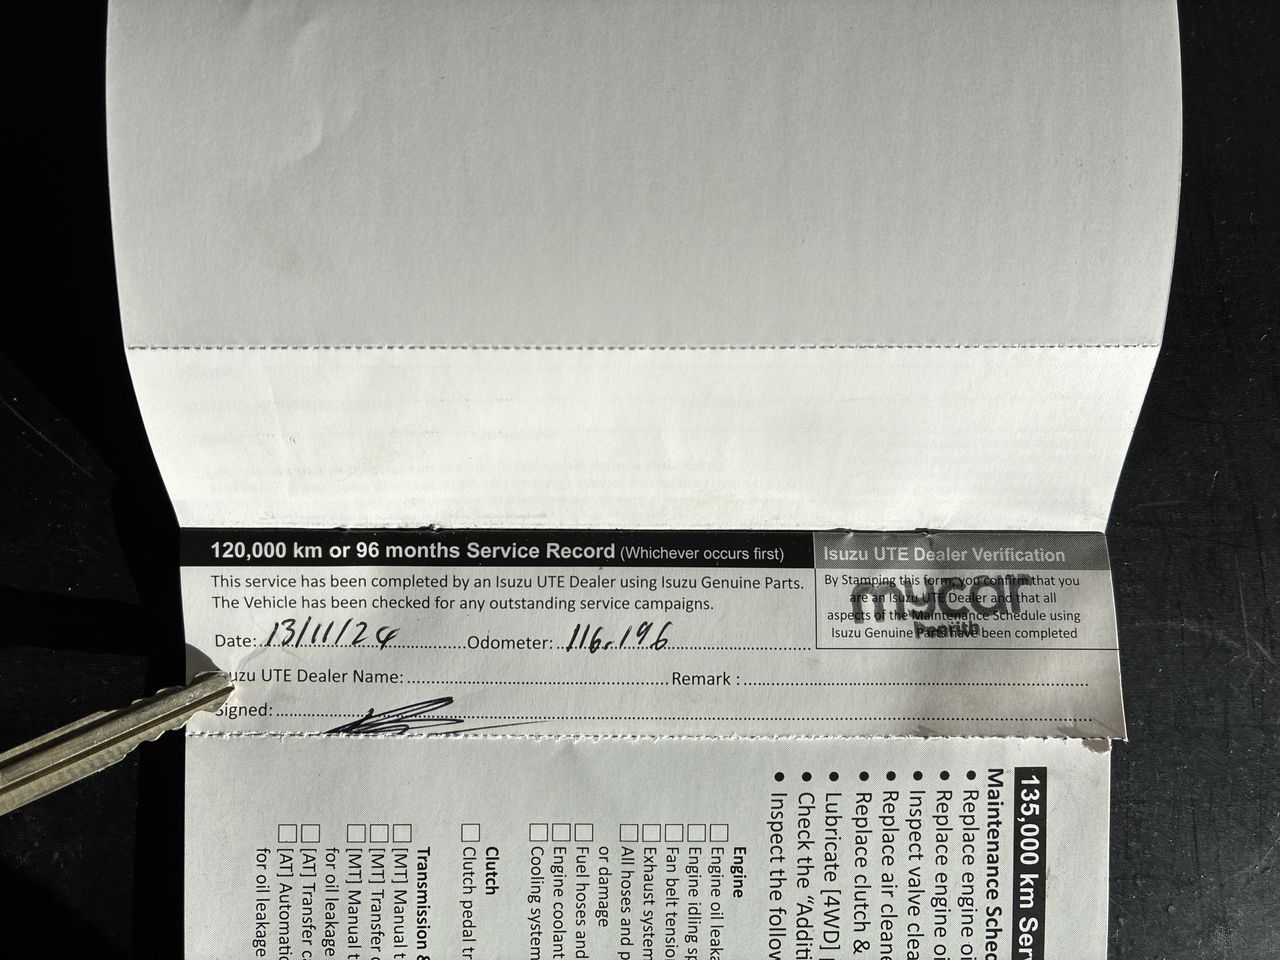 120,000 km or 96 months Service Record (Whichever occurs first)
This service has been completed by an Isuzu UTE Dealer using Isuzu Genuine Parts.
The Vehicle has been checked for any outstanding service campaigns.
Date: 13/11/24 Odometer: 116,196
uzu UTE Dealer Name: Remark :
Signed:
Isuzu UTE Dealer Verification
By Stamping this form, you confirm that you
are an Isuzu UTE Dealer and that all
aspects of the Maintenance Schedule using
Isuzu Genuine Parts have been completed
mycar
Penrith
135,000 km Ser
Maintenance Sched
• Replace engine oi
• Replace engine oi
• Inspect valve clea
• Replace air cleane
• Replace clutch &
• Lubricate [4WD]
• Check the "Additi
• Inspect the follow
Engine
Engine oil leaka
Engine idling sp
Fan belt tensio
Exhaust system
All hoses and p
or damage
Fuel hoses and
Engine coolant
Cooling system
Clutch
Clutch pedal tr
Transmission &
[MT] Manual t
[MT] Transfer c
[MT] Manual t
for oil leakage
[AT] Transfer c
[AT] Automatic
for oil leakage